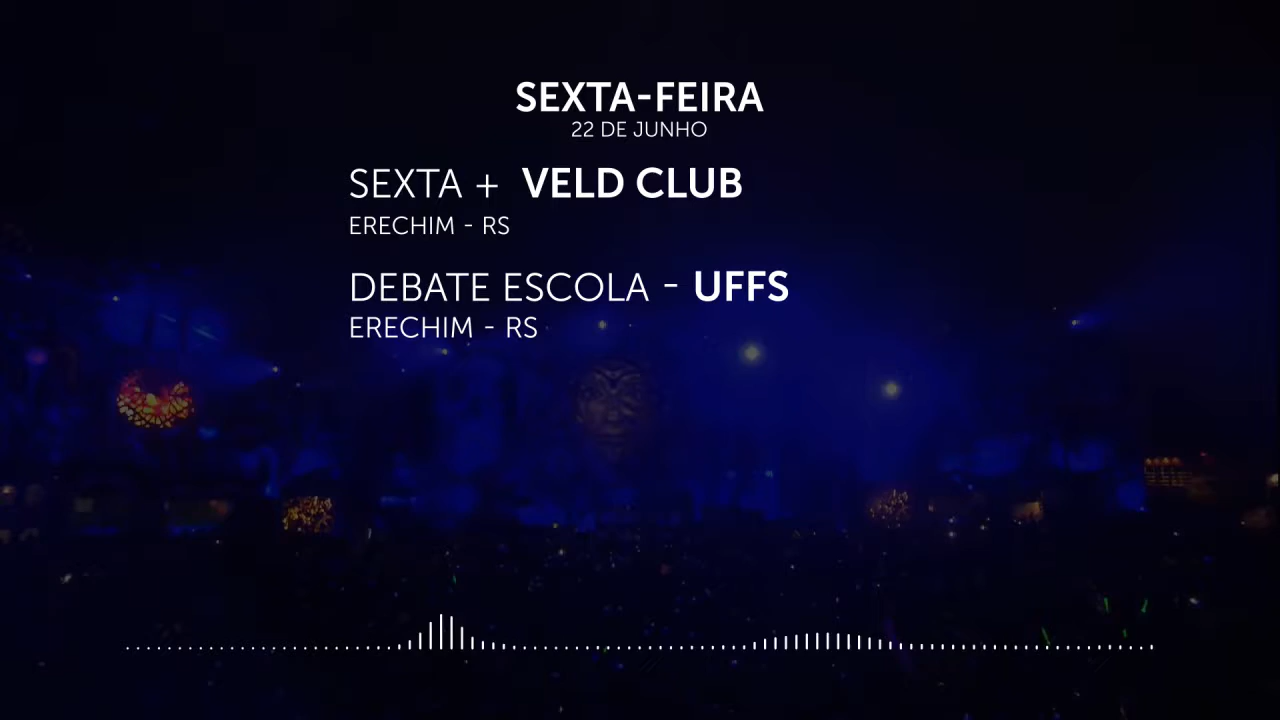 SEXTA-FEIRA
22 DE JUNHO
SEXTA + VELD CLUB
ERECHIM - RS
DEBATE ESCOLA - UFFS
ERECHIM - RS